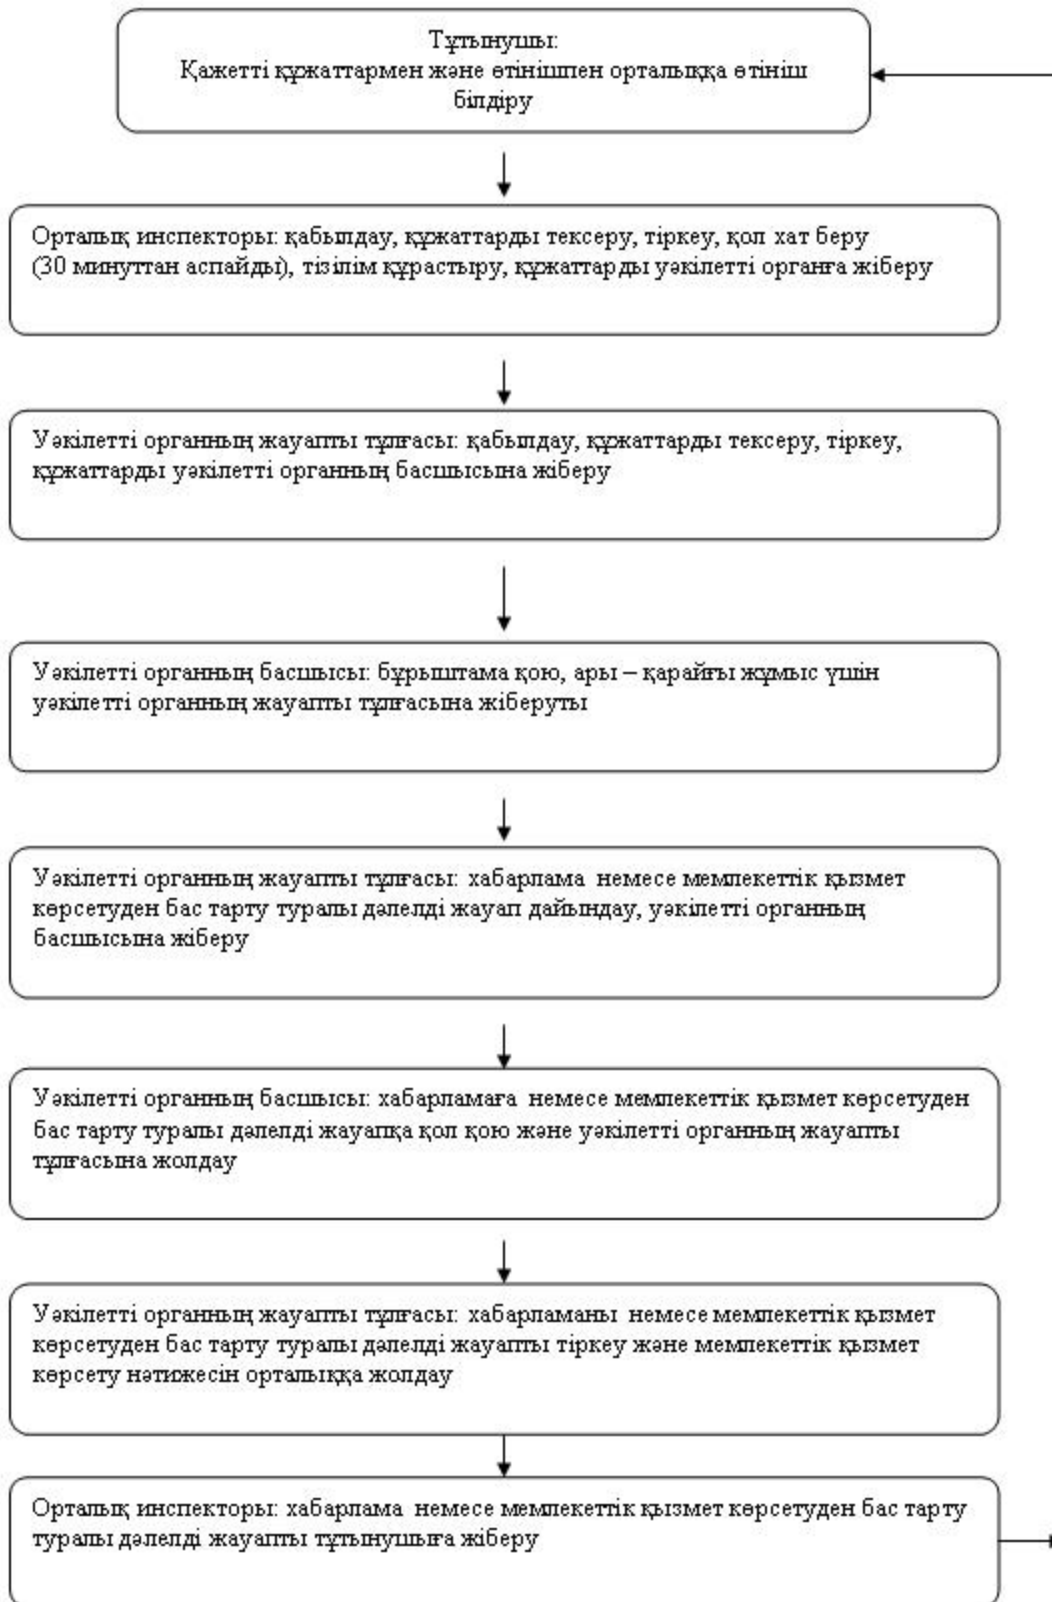 Тұтынушы:
Қажетті құжаттармен және өтінішпен орталыққа өтініш
білдіру
Орталық инспекторы: қабылдау, құжаттарды тексеру, тіркеу, қол хат беру
(30 минуттан аспайды), тізілім құрастыру, құжаттарды уәкілетті органға жіберу
Уәкілетті органның жауапты тұлғасы: қабылдау, құжаттарды тексеру, тіркеу,
құжаттарды уәкілетті органның басшысына жіберу
Уәкілетті органның басшысы: бұрыштама қою, ары – қарайғы жұмыс үшін
уәкілетті органның жауапты тұлғасына жіберуты
Уәкілетті органның жауапты тұлғасы: хабарлама немесе мемлекеттік қызмет
көрсетуден бас тарту туралы дәлелді жауап дайындау, уәкілетті органның
басшысына жіберу
Уәкілетті органның басшысы: хабарламаға немесе мемлекеттік қызмет көрсетуден
бас тарту туралы дәлелді жауапқа қол қою және уәкілетті органның жауапты
тұлғасына жолдау
Уәкілетті органның жауапты тұлғасы: хабарламаны немесе мемлекеттік қызмет
көрсетуден бас тарту туралы дәлелді жауапты тіркеу және мемлекеттік қызмет
көрсету нәтижесін орталыққа жолдау
Орталық инспекторы: хабарлама немесе мемлекеттік қызмет көрсетуден бас тарту
туралы дәлелді жауапты тұтынушыға жіберу